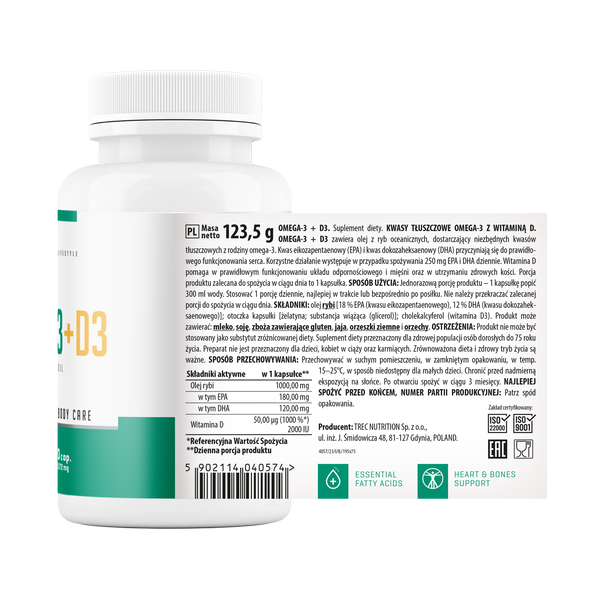 LIFESTYLE
3+D3
OIL
BODY CARE
cap.
PL Masa netto 123,5 g OMEGA-3 + D3. Suplement diety. KWASY TŁUSZCZOWE OMEGA-3 Z WITAMINĄ D.
OMEGA-3 + D3 zawiera olej z ryb oceanicznych, dostarczający niezbędnych kwasów
tłuszczowych z rodziny omega-3. Kwas eikozapentaenowy (EPA) i kwas dokozaheksaenowy (DHA) przyczyniają się do prawidło-
wego funkcjonowania serca. Korzystne działanie występuje w przypadku spożywania 250 mg EPA i DHA dziennie. Witamina D
pomaga w prawidłowym funkcjonowaniu układu odpornościowego i mięśni oraz w utrzymaniu zdrowych kości. Porcja
produktu zalecana do spożycia w ciągu dnia to 1 kapsułka. SPOSÓB UŻYCIA: Jednorazową porcję produktu – 1 kapsułkę popić
300 ml wody. Stosować 1 porcję dziennie, najlepiej w trakcie lub bezpośrednio po posiłku. Nie należy przekraczać zalecanej
porcji do spożycia w ciągu dnia. SKŁADNIKI: olej rybi [18 % EPA (kwasu eikozapentaenowego), 12 % DHA (kwasu dokozahek-
saenowego)]; otoczka kapsułki [żelatyna; substancja wiążąca (glicerol)]; cholekalcyferol (witamina D3). Produkt może
zawierać: mleko, soję, zboża zawierające gluten, jaja, orzeszki ziemne i orzechy. OSTRZEŻENIA: Produkt nie może być
stosowany jako substytut zróżnicowanej diety. Suplement diety przeznaczony dla zdrowej populacji osób dorosłych do 75 roku
życia. Preparat nie jest przeznaczony dla dzieci, kobiet w ciąży oraz karmiących. Zrównoważona dieta i zdrowy tryb życia są
ważne. SPOSÓB PRZECHOWYWANIA: Przechowywać w suchym pomieszczeniu, w zamkniętym opakowaniu, w temp.
15–25°C, w sposób niedostępny dla małych dzieci. Chronić przed nadmierną
ekspozycją na słońce. Po otwarciu spożyć w ciągu 3 miesięcy. NAJLEPIEJ
SPOŻYĆ PRZED KOŃCEM, NUMER PARTII PRODUKCYJNEJ: Patrz spód
opakowania.
Składniki aktywne w 1 kapsułce**
Olej rybi 1000,00 mg
w tym EPA 180,00 mg
w tym DHA 120,00 mg
Witamina D 50,00 µg (1000 %*)
2000 IU
*Referencyjna Wartość Spożycia
**Dzienna porcja produktu
5 902114 040574 >
Zakład certyfikowany:
ISO 22000 ISO 9001
Producent: TREC NUTRITION Sp. z o.o.,
ul. inż. J. Śmidowicza 48, 81-127 Gdynia, POLAND.
EAC
ESSENTIAL
FATTY ACIDS
HEART & BONES
SUPPORT